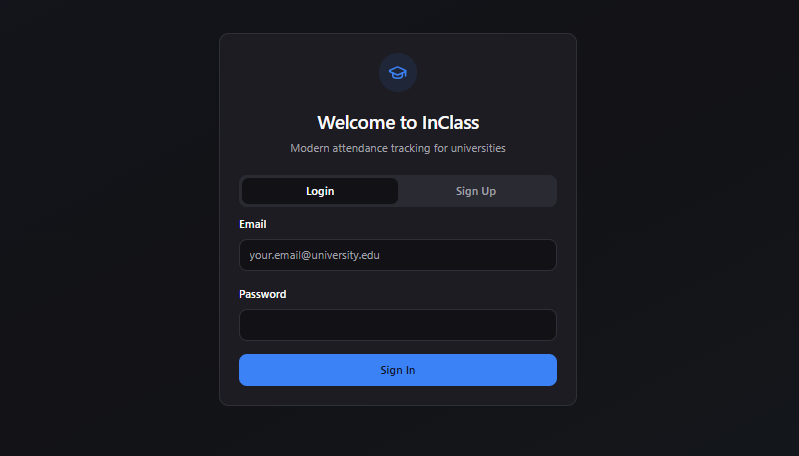 Welcome to InClass
Modern attendance tracking for universities
Login
Sign Up
Email
your.email@university.edu
Password
Sign In